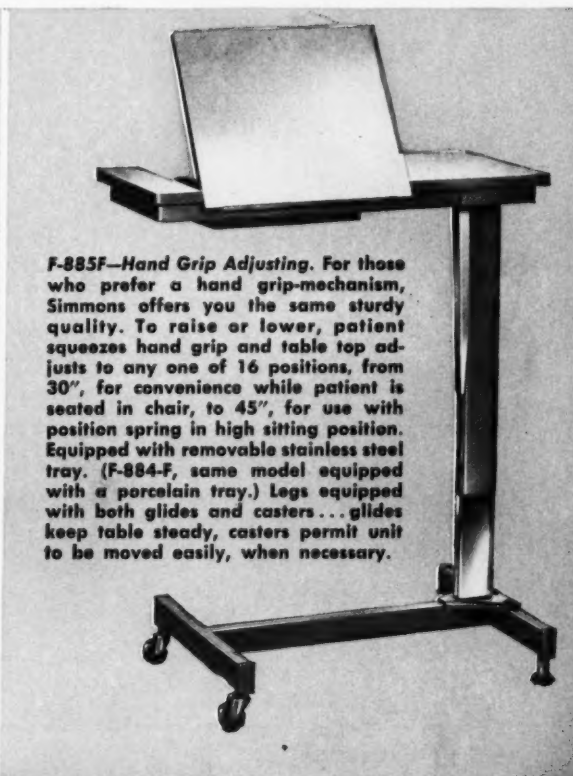 F-885F—Hand Grip Adjusting. For those
who prefer a hand grip-mechanism,
Simmons offers you the same sturdy
quality. To raise or lower, patient
squeezes hand grip and table top ad-
justs to any one of 16 positions, from
30″, for convenience while patient is
seated in chair, to 45″, for use with
position spring in high sitting position.
Equipped with removable stainless steel
tray. (F-884-F, same model equipped
with a porcelain tray.) Legs equipped
with both glides and casters...glides
keep table steady, casters permit unit
to be moved easily, when necessary.